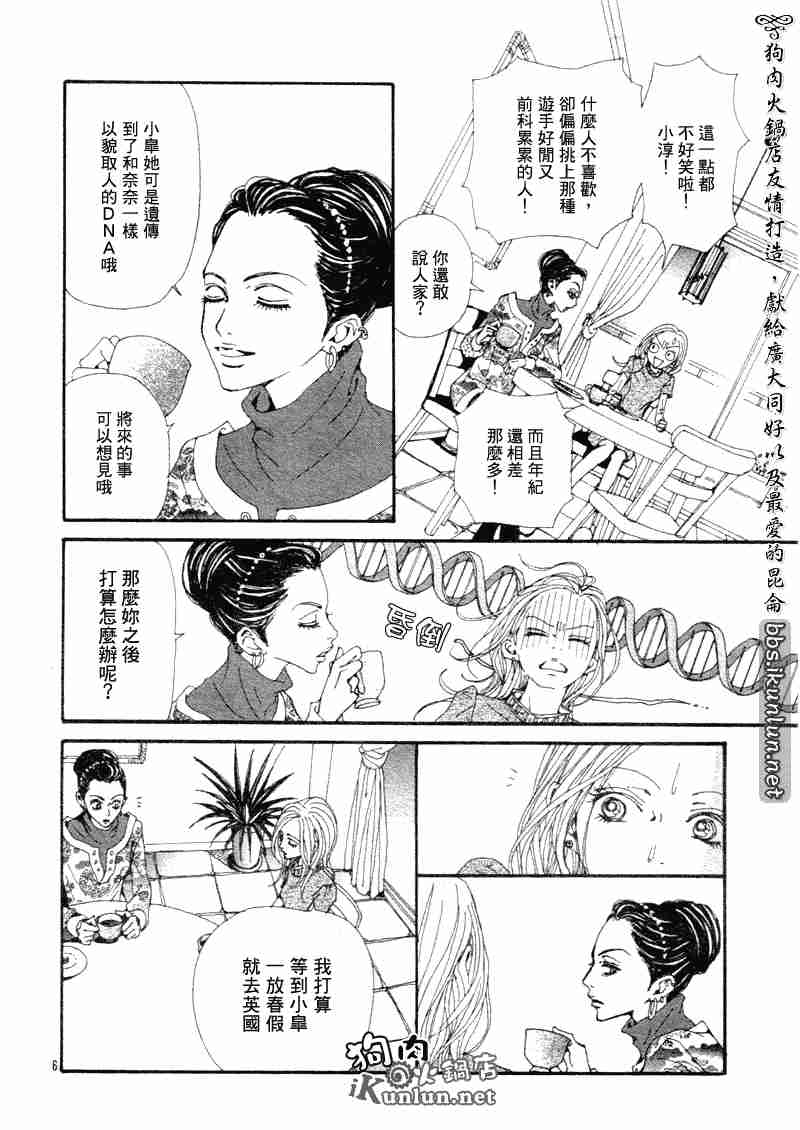 這一點都
不好笑啦！
小淳！
什麼人不喜歡，
卻偏偏挑上那種
遊手好閒又
前科累累的人！
你還敢
說人家？
而且年紀
還相差
那麼多！
小皐她可是遺傳
到了和奈奈一樣
以貌取人的DNA哦
將來的事
可以想見哦
昏倒
那麼妳之後
打算怎麼辦呢？
我打算
等到小皐
一放春假
就去英國
6
狗肉火鍋店
iKunlun.net
狗肉火鍋店友情打造，獻給廣大同好以及最愛的昆侖
bbs.ikunlun.net